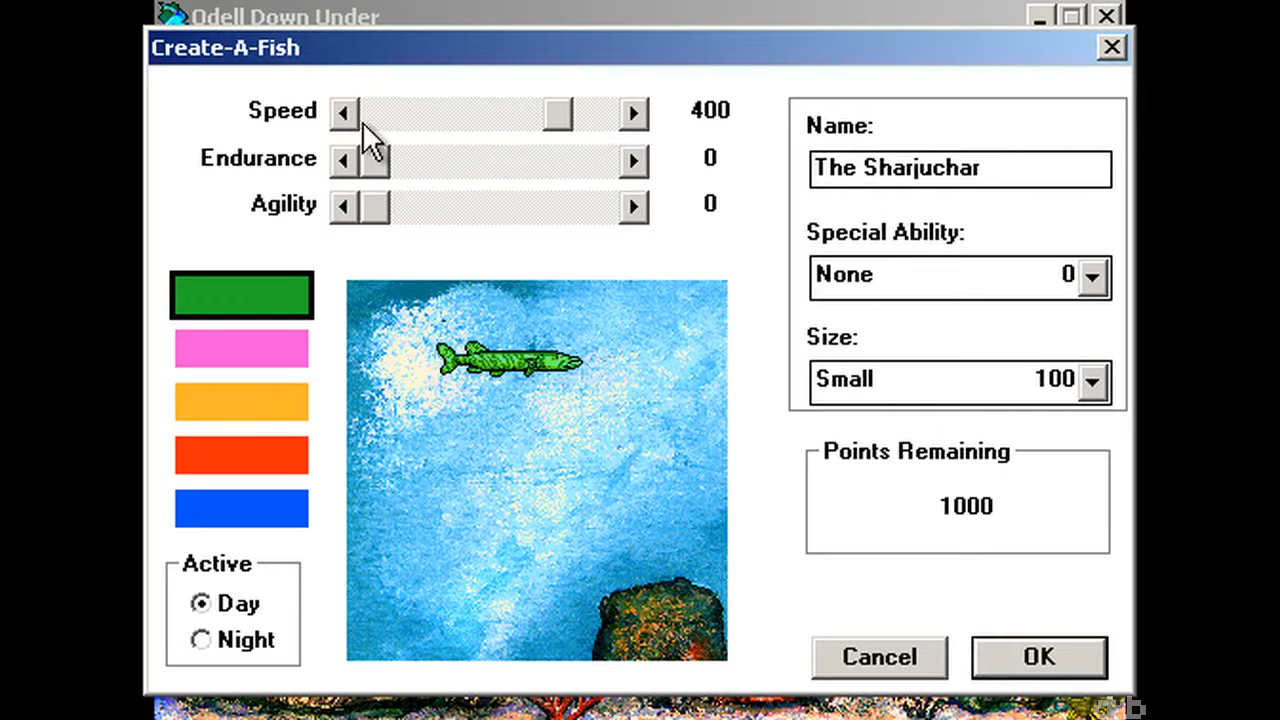 Odell Down Under
Create-A-Fish
Speed 400
Endurance 0
Agility 0
Name:
The Sharjuchar
Special Ability:
None 0
Size:
Small 100
Points Remaining
1000
Active
Day
Night
Cancel OK